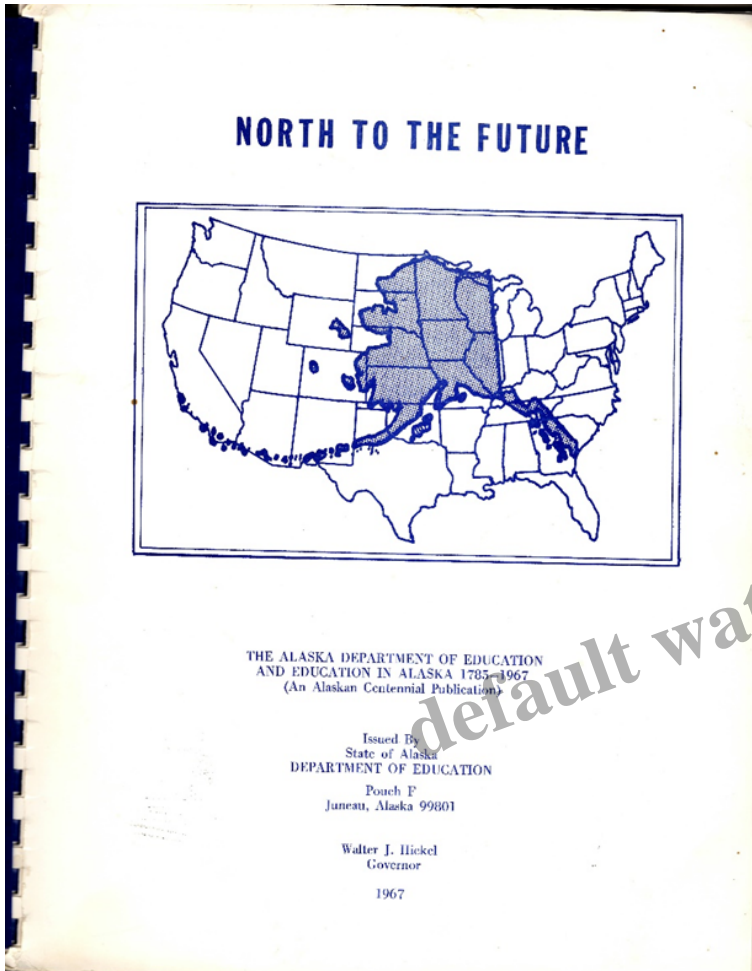 NORTH TO THE FUTURE
THE ALASKA DEPARTMENT OF EDUCATION
AND EDUCATION IN ALASKA 1785-1967
(An Alaskan Centennial Publication)
Issued By
State of Alaska
DEPARTMENT OF EDUCATION
Pouch F
Juneau, Alaska 99801
Walter J. Hickel
Governor
1967
default wat